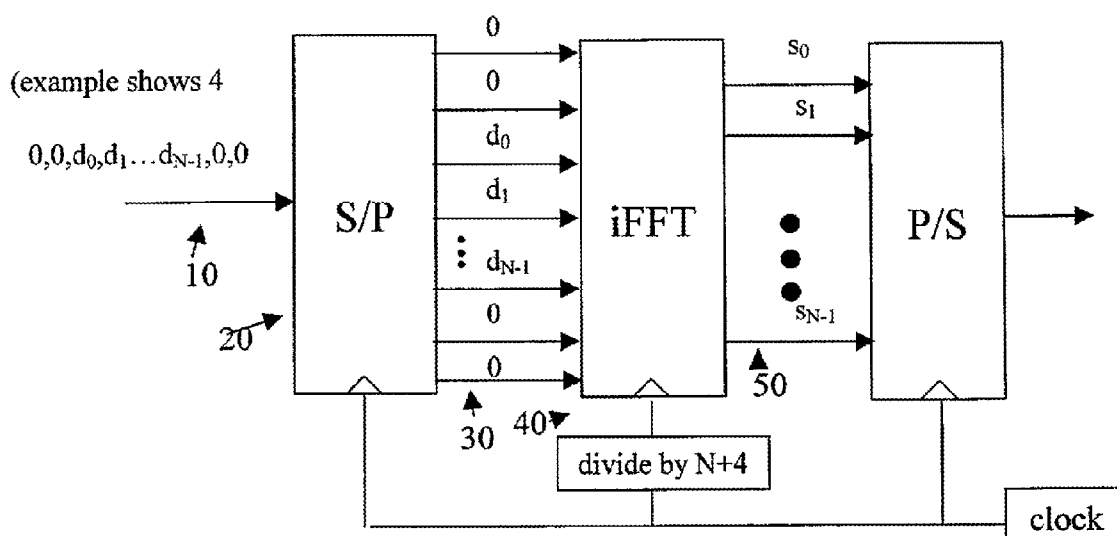 (example shows 4
0,0,d0,d1...dN-1,0,0
10
20
S/P
0
0
d0
d1
dN-1
0
0
30
40
iFFT
s0
s1
sN-1
50
P/S
divide by N+4
clock